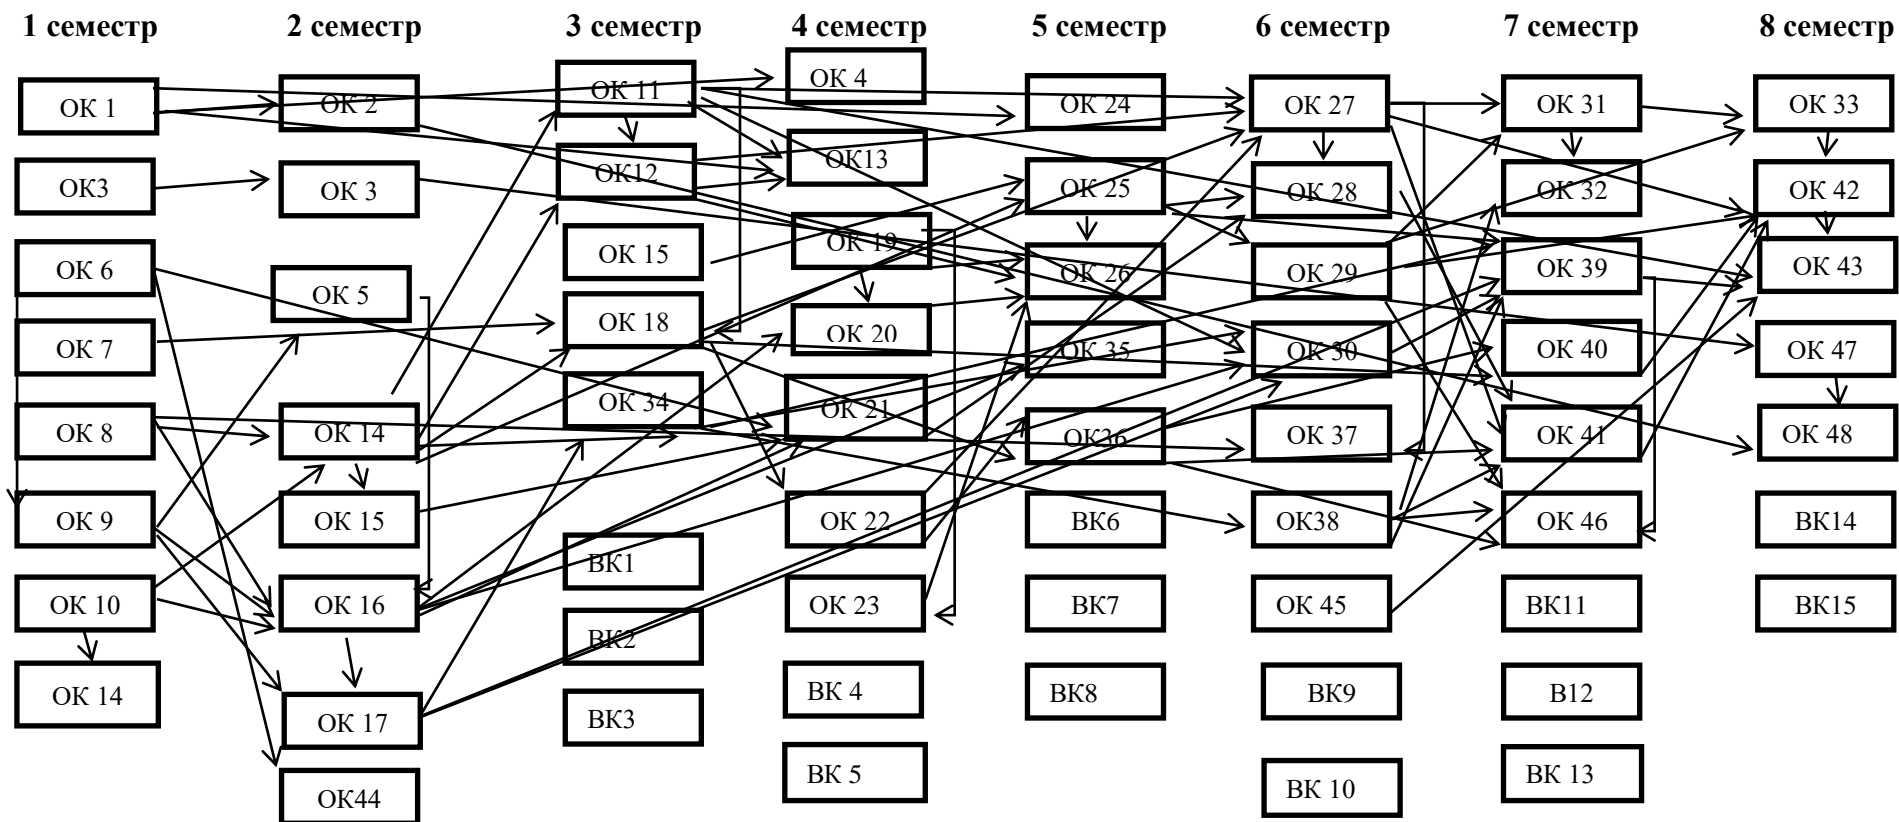 1 семестр
2 семестр
3 семестр
4 семестр
5 семестр
6 семестр
7 семестр
8 семестр
ОК 1
ОК3
ОК 6
ОК 7
ОК 8
ОК 9
ОК 10
ОК 14
ОК 2
ОК 3
ОК 5
ОК 14
ОК 15
ОК 16
ОК 17
ОК44
ОК 11
ОК12
ОК 15
ОК 18
ОК 34
ВК1
ВК2
ВК3
ОК 4
ОК13
ОК 19
ОК 20
ОК 21
ОК 22
ОК 23
ВК 4
ВК 5
ОК 24
ОК 25
ОК 26
ОК 35
ОК36
ВК6
ВК7
ВК8
ОК 27
ОК 28
ОК 29
ОК 30
ОК 37
ОК38
ОК 45
ВК9
ВК 10
ОК 31
ОК 32
ОК 39
ОК 40
ОК 41
ОК 46
ВК11
В12
ВК 13
ОК 33
ОК 42
ОК 43
ОК 47
ОК 48
ВК14
ВК15